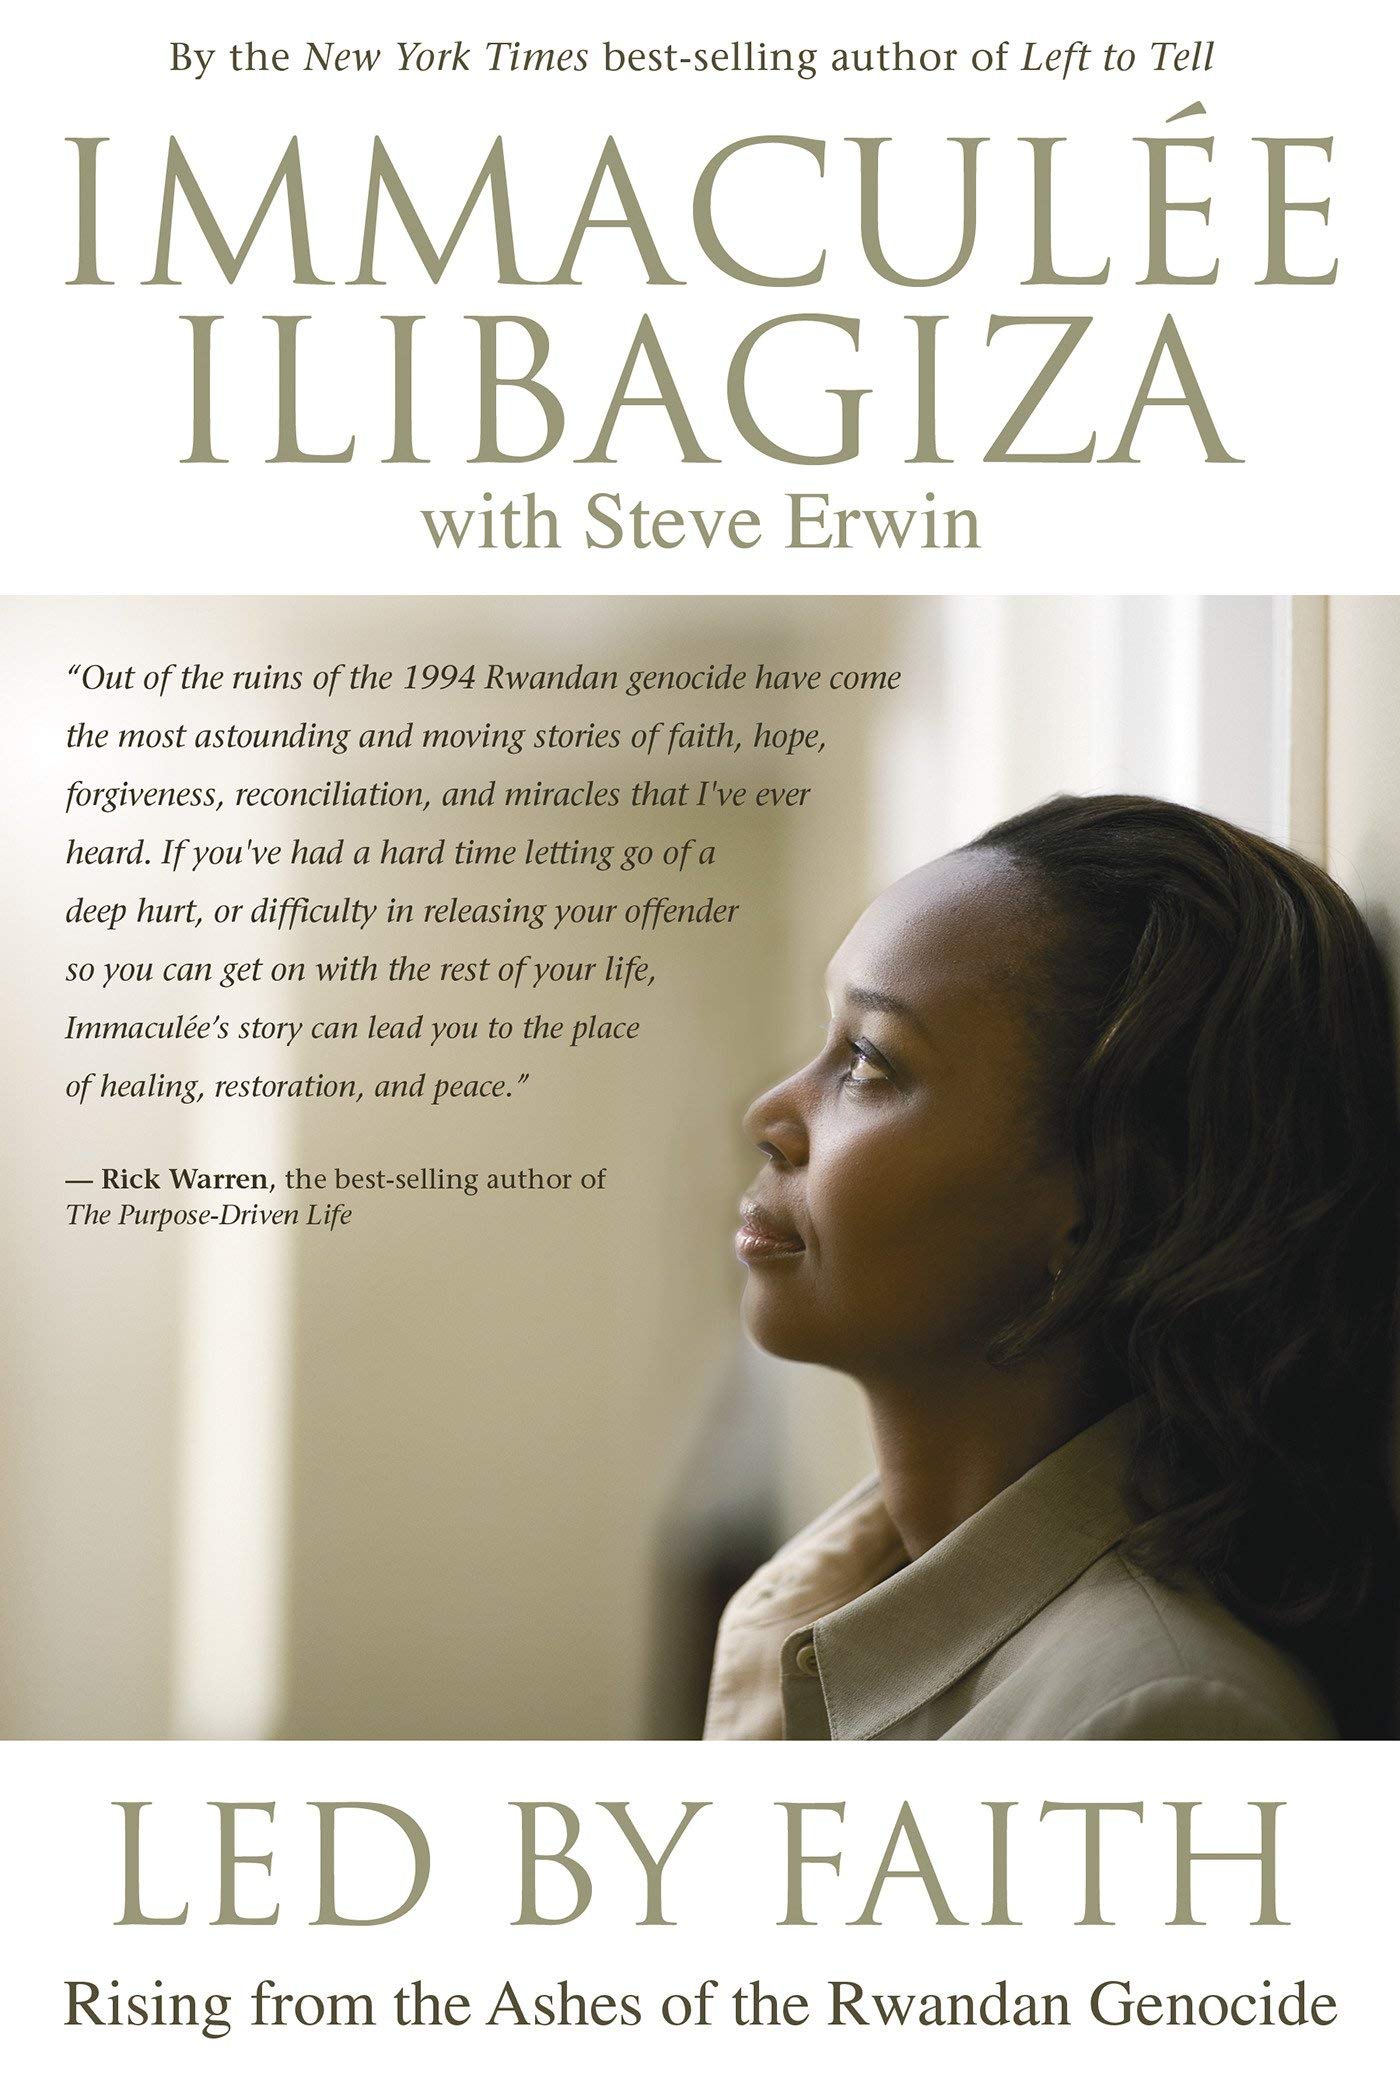 By the New York Times best-selling author of Left to Tell
IMMACULÉE
ILIBAGIZA
with Steve Erwin
“Out of the ruins of the 1994 Rwandan genocide have come
the most astounding and moving stories of faith, hope,
forgiveness, reconciliation, and miracles that I've ever
heard. If you've had a hard time letting go of a
deep hurt, or difficulty in releasing your offender
so you can get on with the rest of your life,
Immaculée’s story can lead you to the place
of healing, restoration, and peace.”
— Rick Warren, the best-selling author of
The Purpose-Driven Life
LED BY FAITH
Rising from the Ashes of the Rwandan Genocide